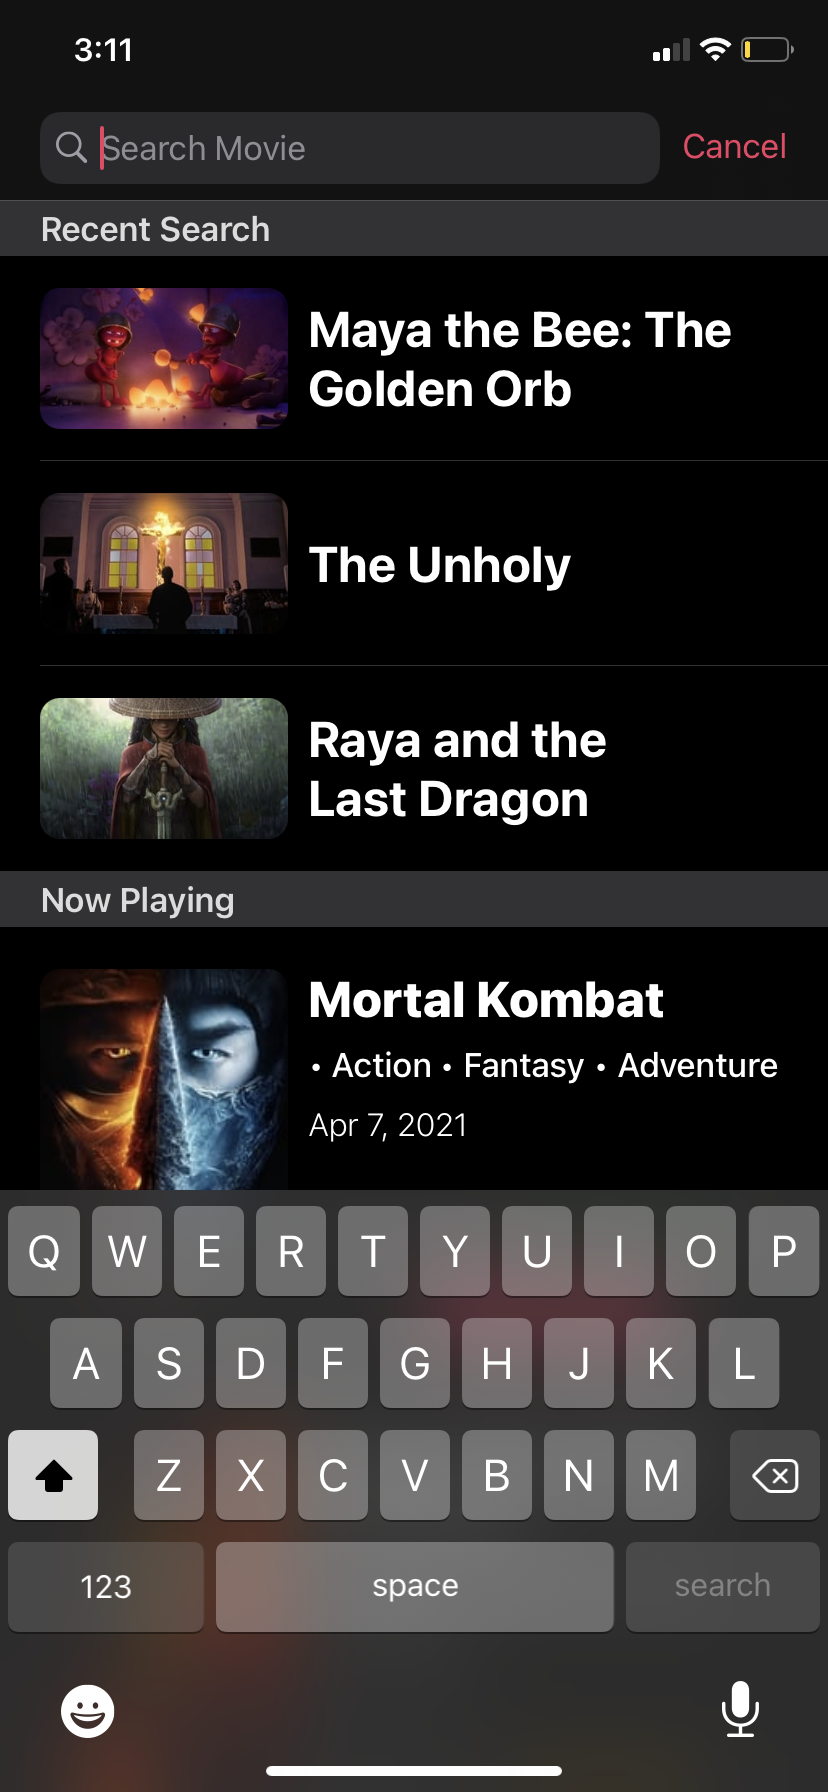 3:11
Search Movie
Cancel
Recent Search
Maya the Bee: The
Golden Orb
The Unholy
Raya and the
Last Dragon
Now Playing
Mortal Kombat
• Action • Fantasy • Adventure
Apr 7, 2021
Q W E R T Y U I O P
A S D F G H J K L
Z X C V B N M
123 space search